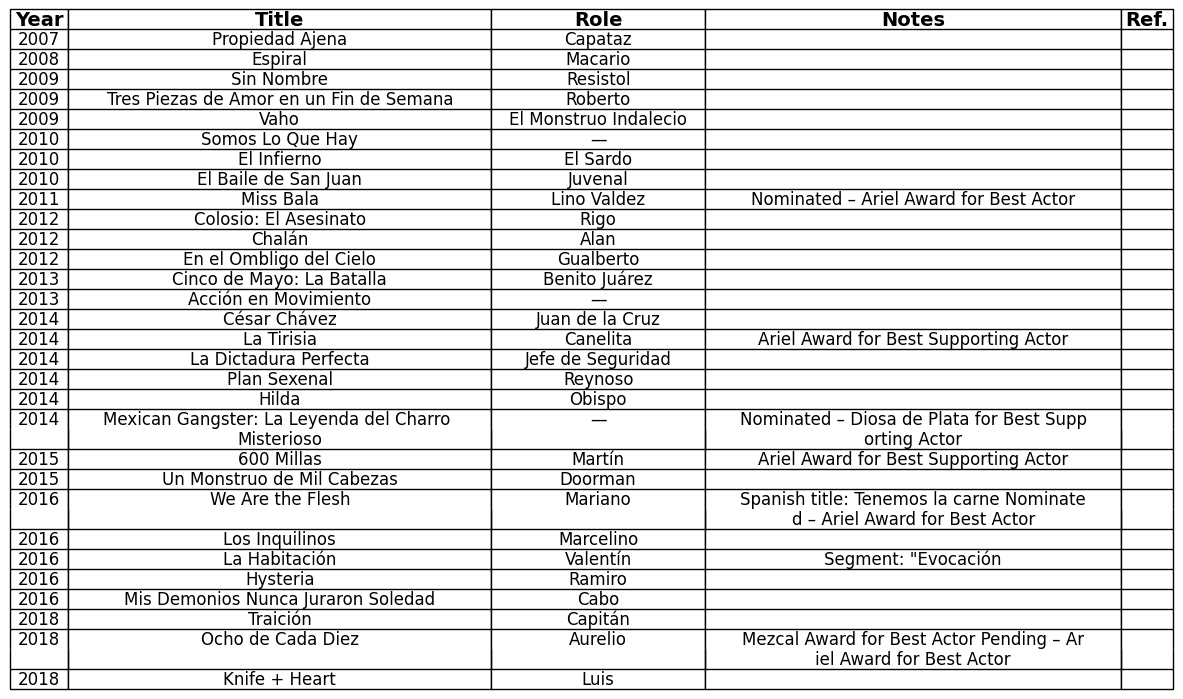 Year Title Role Notes Ref.
2007 Propiedad Ajena Capataz
2008 Espiral Macario
2009 Sin Nombre Resistol
2009 Tres Piezas de Amor en un Fin de Semana Roberto
2009 Vaho El Monstruo Indalecio
2010 Somos Lo Que Hay —
2010 El Infierno El Sardo
2010 El Baile de San Juan Juvenal
2011 Miss Bala Lino Valdez Nominated – Ariel Award for Best Actor
2012 Colosio: El Asesinato Rigo
2012 Chalán Alan
2012 En el Ombligo del Cielo Gualberto
2013 Cinco de Mayo: La Batalla Benito Juárez
2013 Acción en Movimiento —
2014 César Chávez Juan de la Cruz
2014 La Tirisia Canelita Ariel Award for Best Supporting Actor
2014 La Dictadura Perfecta Jefe de Seguridad
2014 Plan Sexenal Reynoso
2014 Hilda Obispo
2014 Mexican Gangster: La Leyenda del Charro — Nominated – Diosa de Plata for Best Supp
Misterioso orting Actor
2015 600 Millas Martín Ariel Award for Best Supporting Actor
2015 Un Monstruo de Mil Cabezas Doorman
2016 We Are the Flesh Mariano Spanish title: Tenemos la carne Nominate
d – Ariel Award for Best Actor
2016 Los Inquilinos Marcelino
2016 La Habitación Valentín Segment: "Evocación
2016 Hysteria Ramiro
2016 Mis Demonios Nunca Juraron Soledad Cabo
2018 Traición Capitán
2018 Ocho de Cada Diez Aurelio Mezcal Award for Best Actor Pending – Ar
iel Award for Best Actor
2018 Knife + Heart Luis